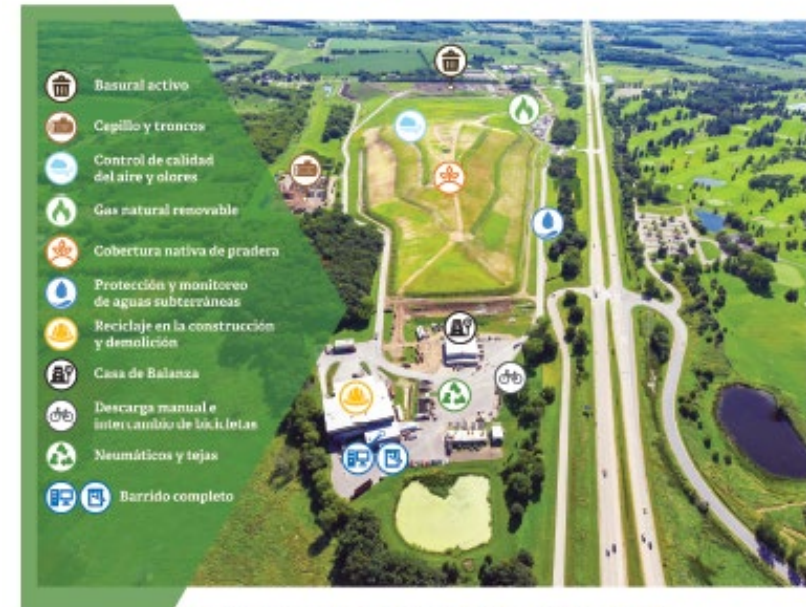 Basural activo
Cepillo y troncos
Control de calidad
del aire y olores
Gas natural renovable
Cobertura nativa de pradera
Protección y monitoreo
de aguas subterráneas
Reciclaje en la construcción
y demolición
Casa de Balanza
Descarga manual e
intercambio de bicicletas
Neumáticos y tejas
Barrido completo